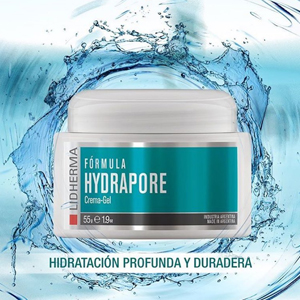 LIDHERMA
FÓRMULA
HYDRAPORE
Crema-Gel
55g e 1,9oz
INDUSTRIA ARGENTINA
MADE IN ARGENTINA
HIDRATACIÓN PROFUNDA Y DURADERA